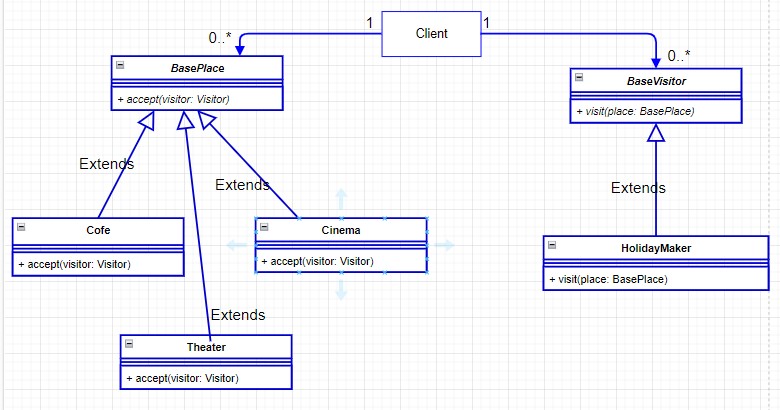 1
Client
1
0..*
0..*
BasePlace
+ accept(visitor: Visitor)
BaseVisitor
+ visit(place: BasePlace)
Extends
Extends
Extends
Cofe
+ accept(visitor: Visitor)
Cinema
+ accept(visitor: Visitor)
HolidayMaker
+ visit(place: BasePlace)
Extends
Theater
+ accept(visitor: Visitor)